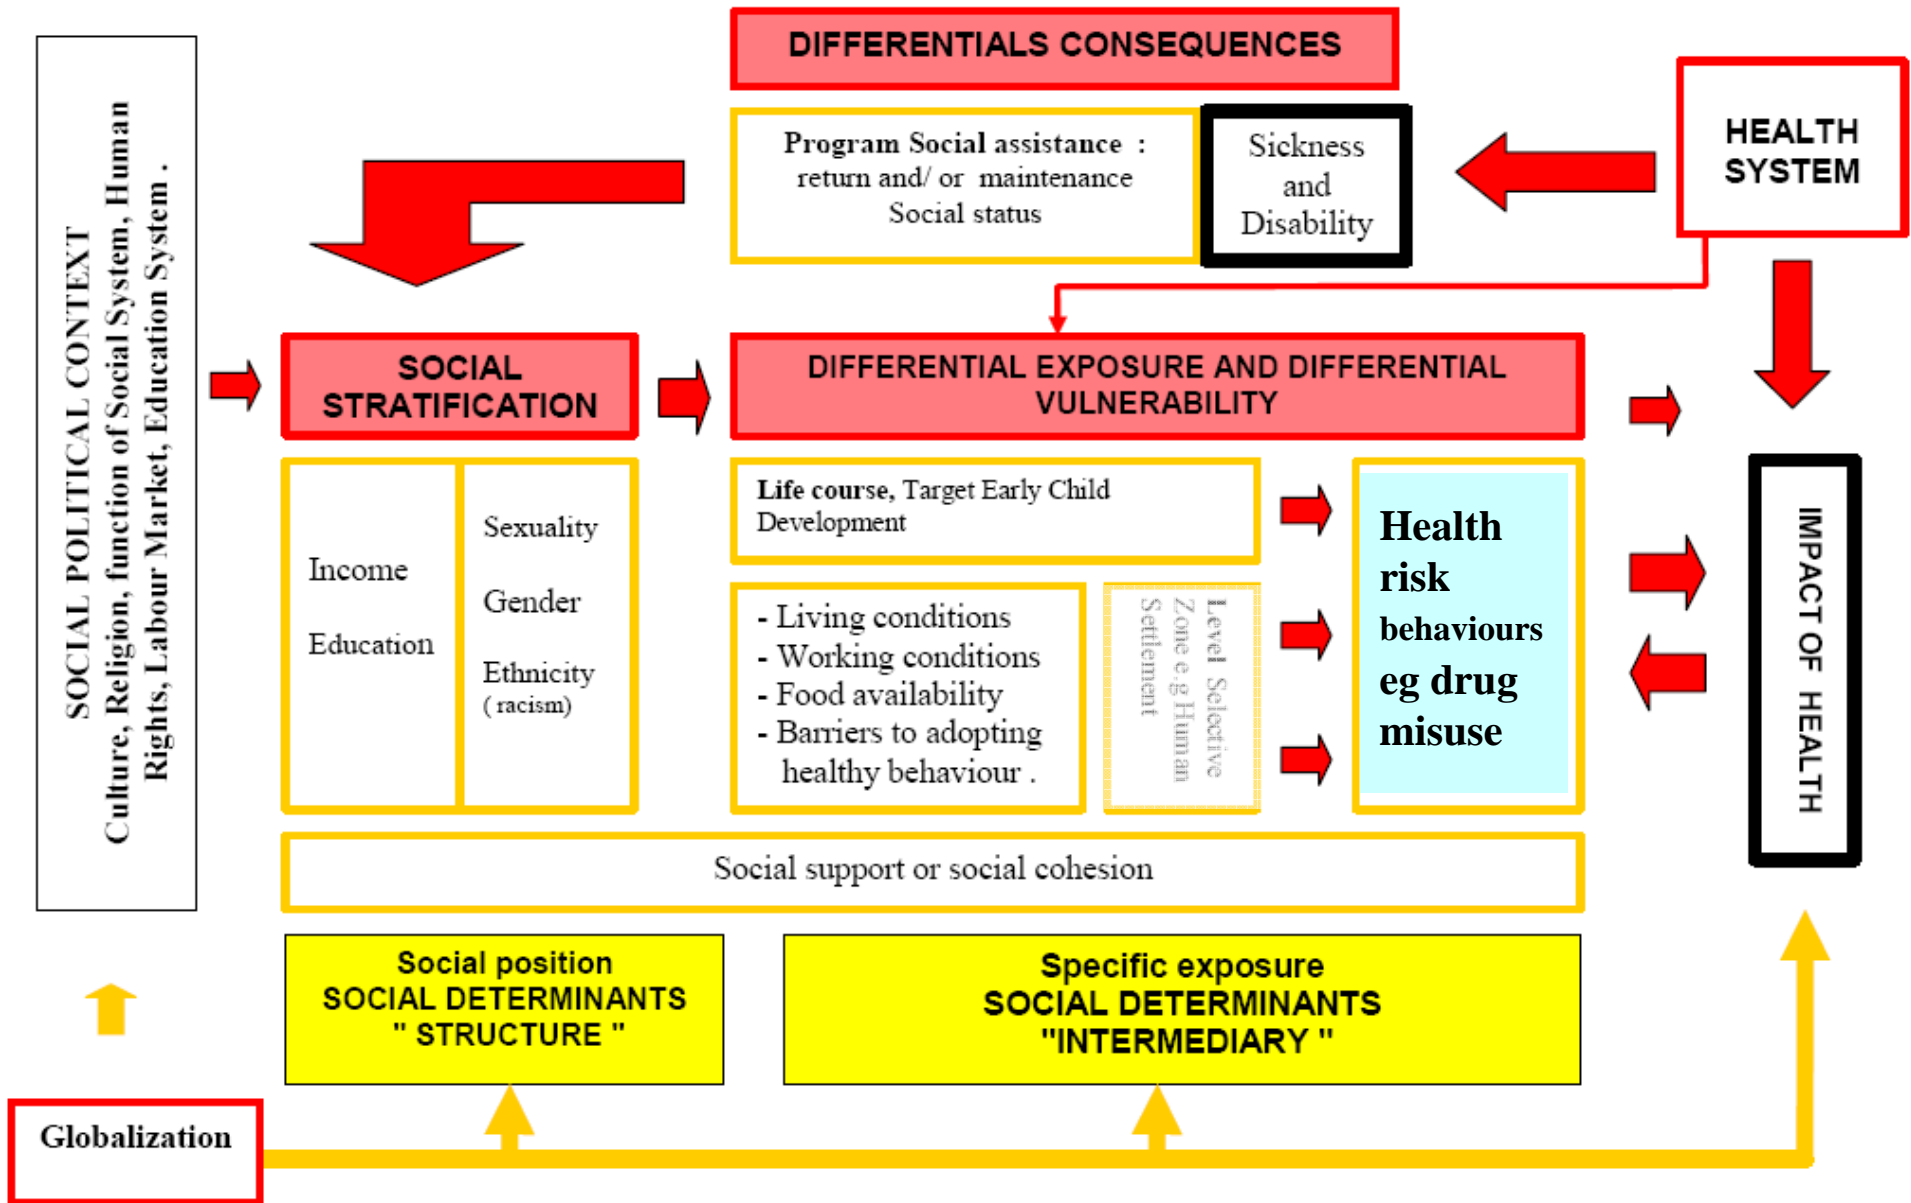 SOCIAL POLITICAL CONTEXT
Culture, Religion, function of Social System, Human
Rights, Labour Market, Education System .
DIFFERENTIALS CONSEQUENCES
Program Social assistance :
return and/ or maintenance
Social status
Sickness
and
Disability
HEALTH
SYSTEM
SOCIAL
STRATIFICATION
DIFFERENTIAL EXPOSURE AND DIFFERENTIAL
VULNERABILITY
Income
Education
Sexuality
Gender
Ethnicity
( racism)
Life course, Target Early Child
Development
- Living conditions
- Working conditions
- Food availability
- Barriers to adopting
healthy behaviour .
Level Selective
Zone e.g Human
Settlement
Health
risk
behaviours
eg drug
misuse
IMPACT OF HEALTH
Social support or social cohesion
Social position
SOCIAL DETERMINANTS
" STRUCTURE "
Specific exposure
SOCIAL DETERMINANTS
"INTERMEDIARY "
Globalization